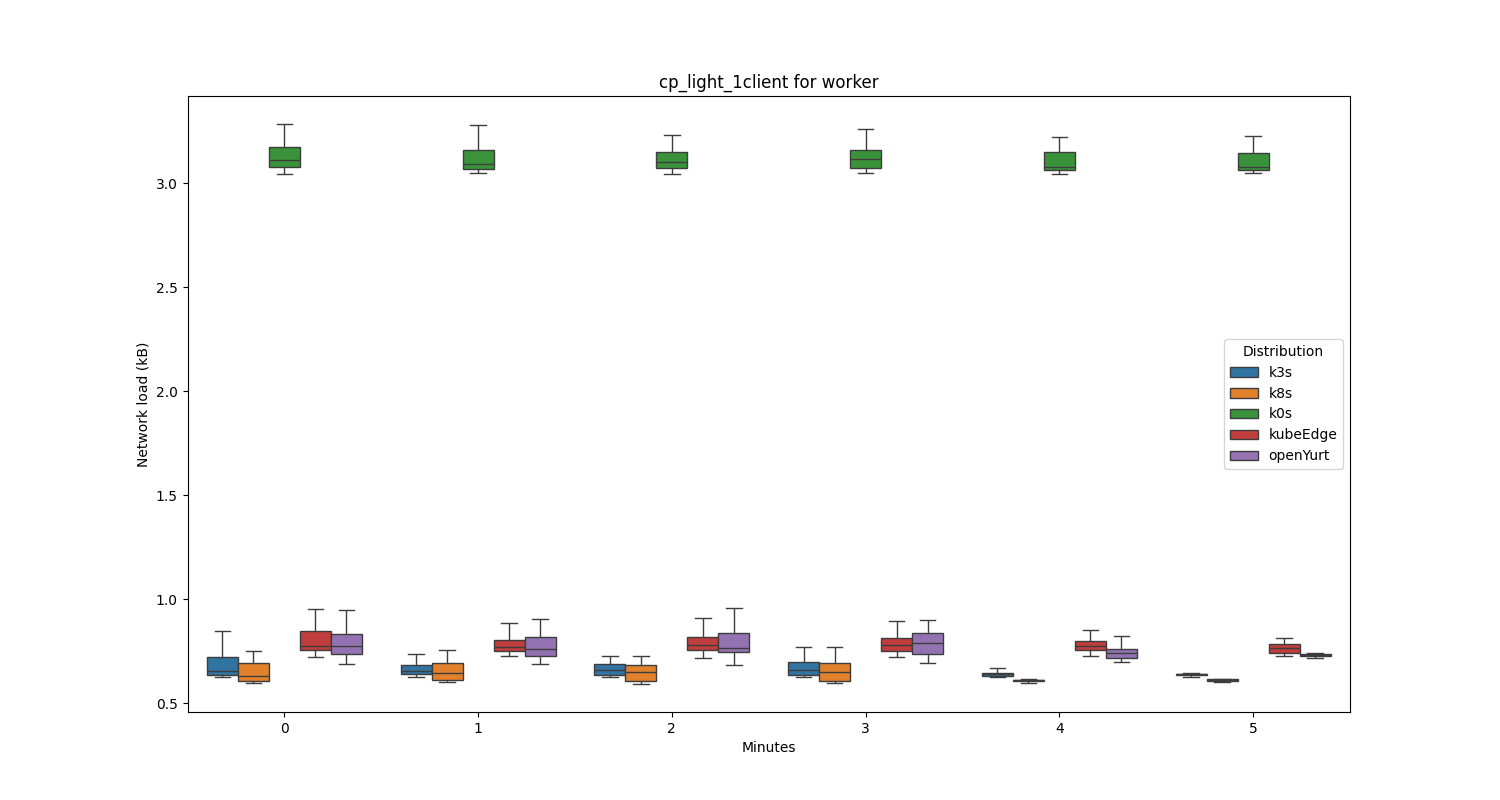 cp_light_1client for worker
Network load (kB)
3.0
2.5
2.0
1.5
1.0
0.5
0 1 2 3 4 5
Minutes
Distribution
k3s
k8s
k0s
kubeEdge
openYurt